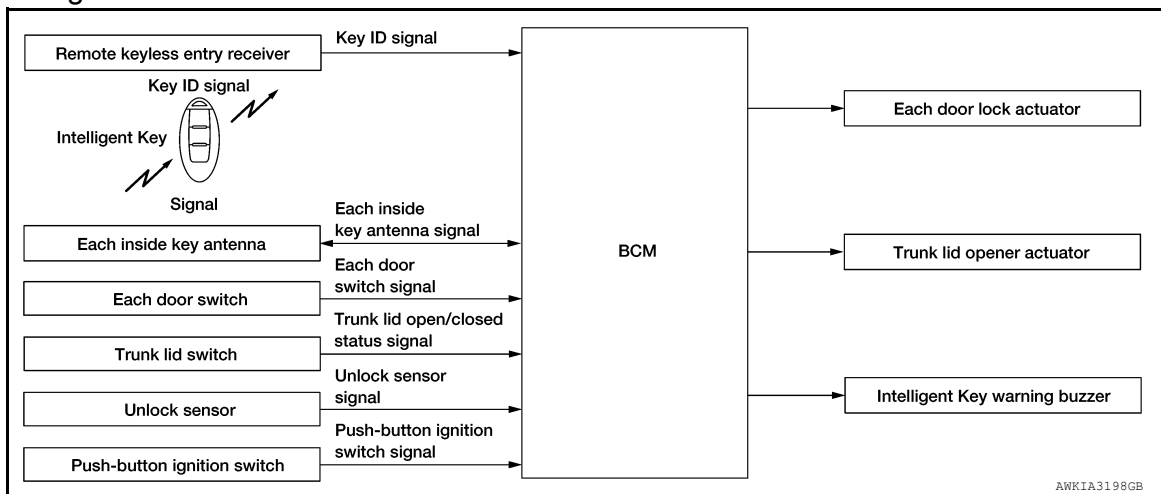 Remote keyless entry receiver
Key ID signal
Key ID signal
Intelligent Key
Signal
Each inside key antenna
Each inside
key antenna signal
Each door switch
Each door
switch signal
Trunk lid switch
Trunk lid open/closed
status signal
Unlock sensor
Unlock sensor
signal
Push-button ignition switch
Push-button ignition
switch signal
BCM
Each door lock actuator
Trunk lid opener actuator
Intelligent Key warning buzzer
AWKIA3198GB